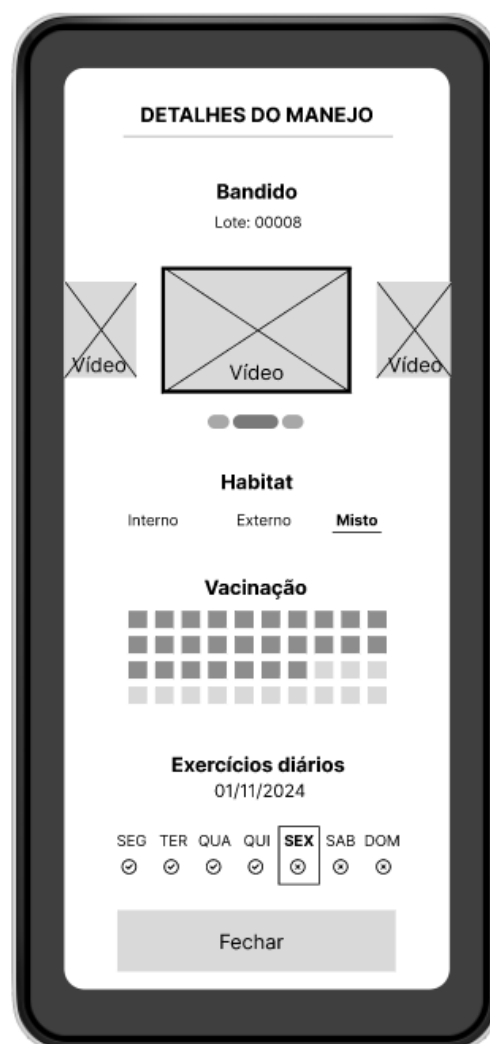 DETALHES DO MANEJO
Bandido
Lote: 00008
Vídeo Vídeo Vídeo
Habitat
Interno Externo Misto
Vacinação
Exercícios diários
01/11/2024
SEG TER QUA QUI SEX SAB DOM
Fechar